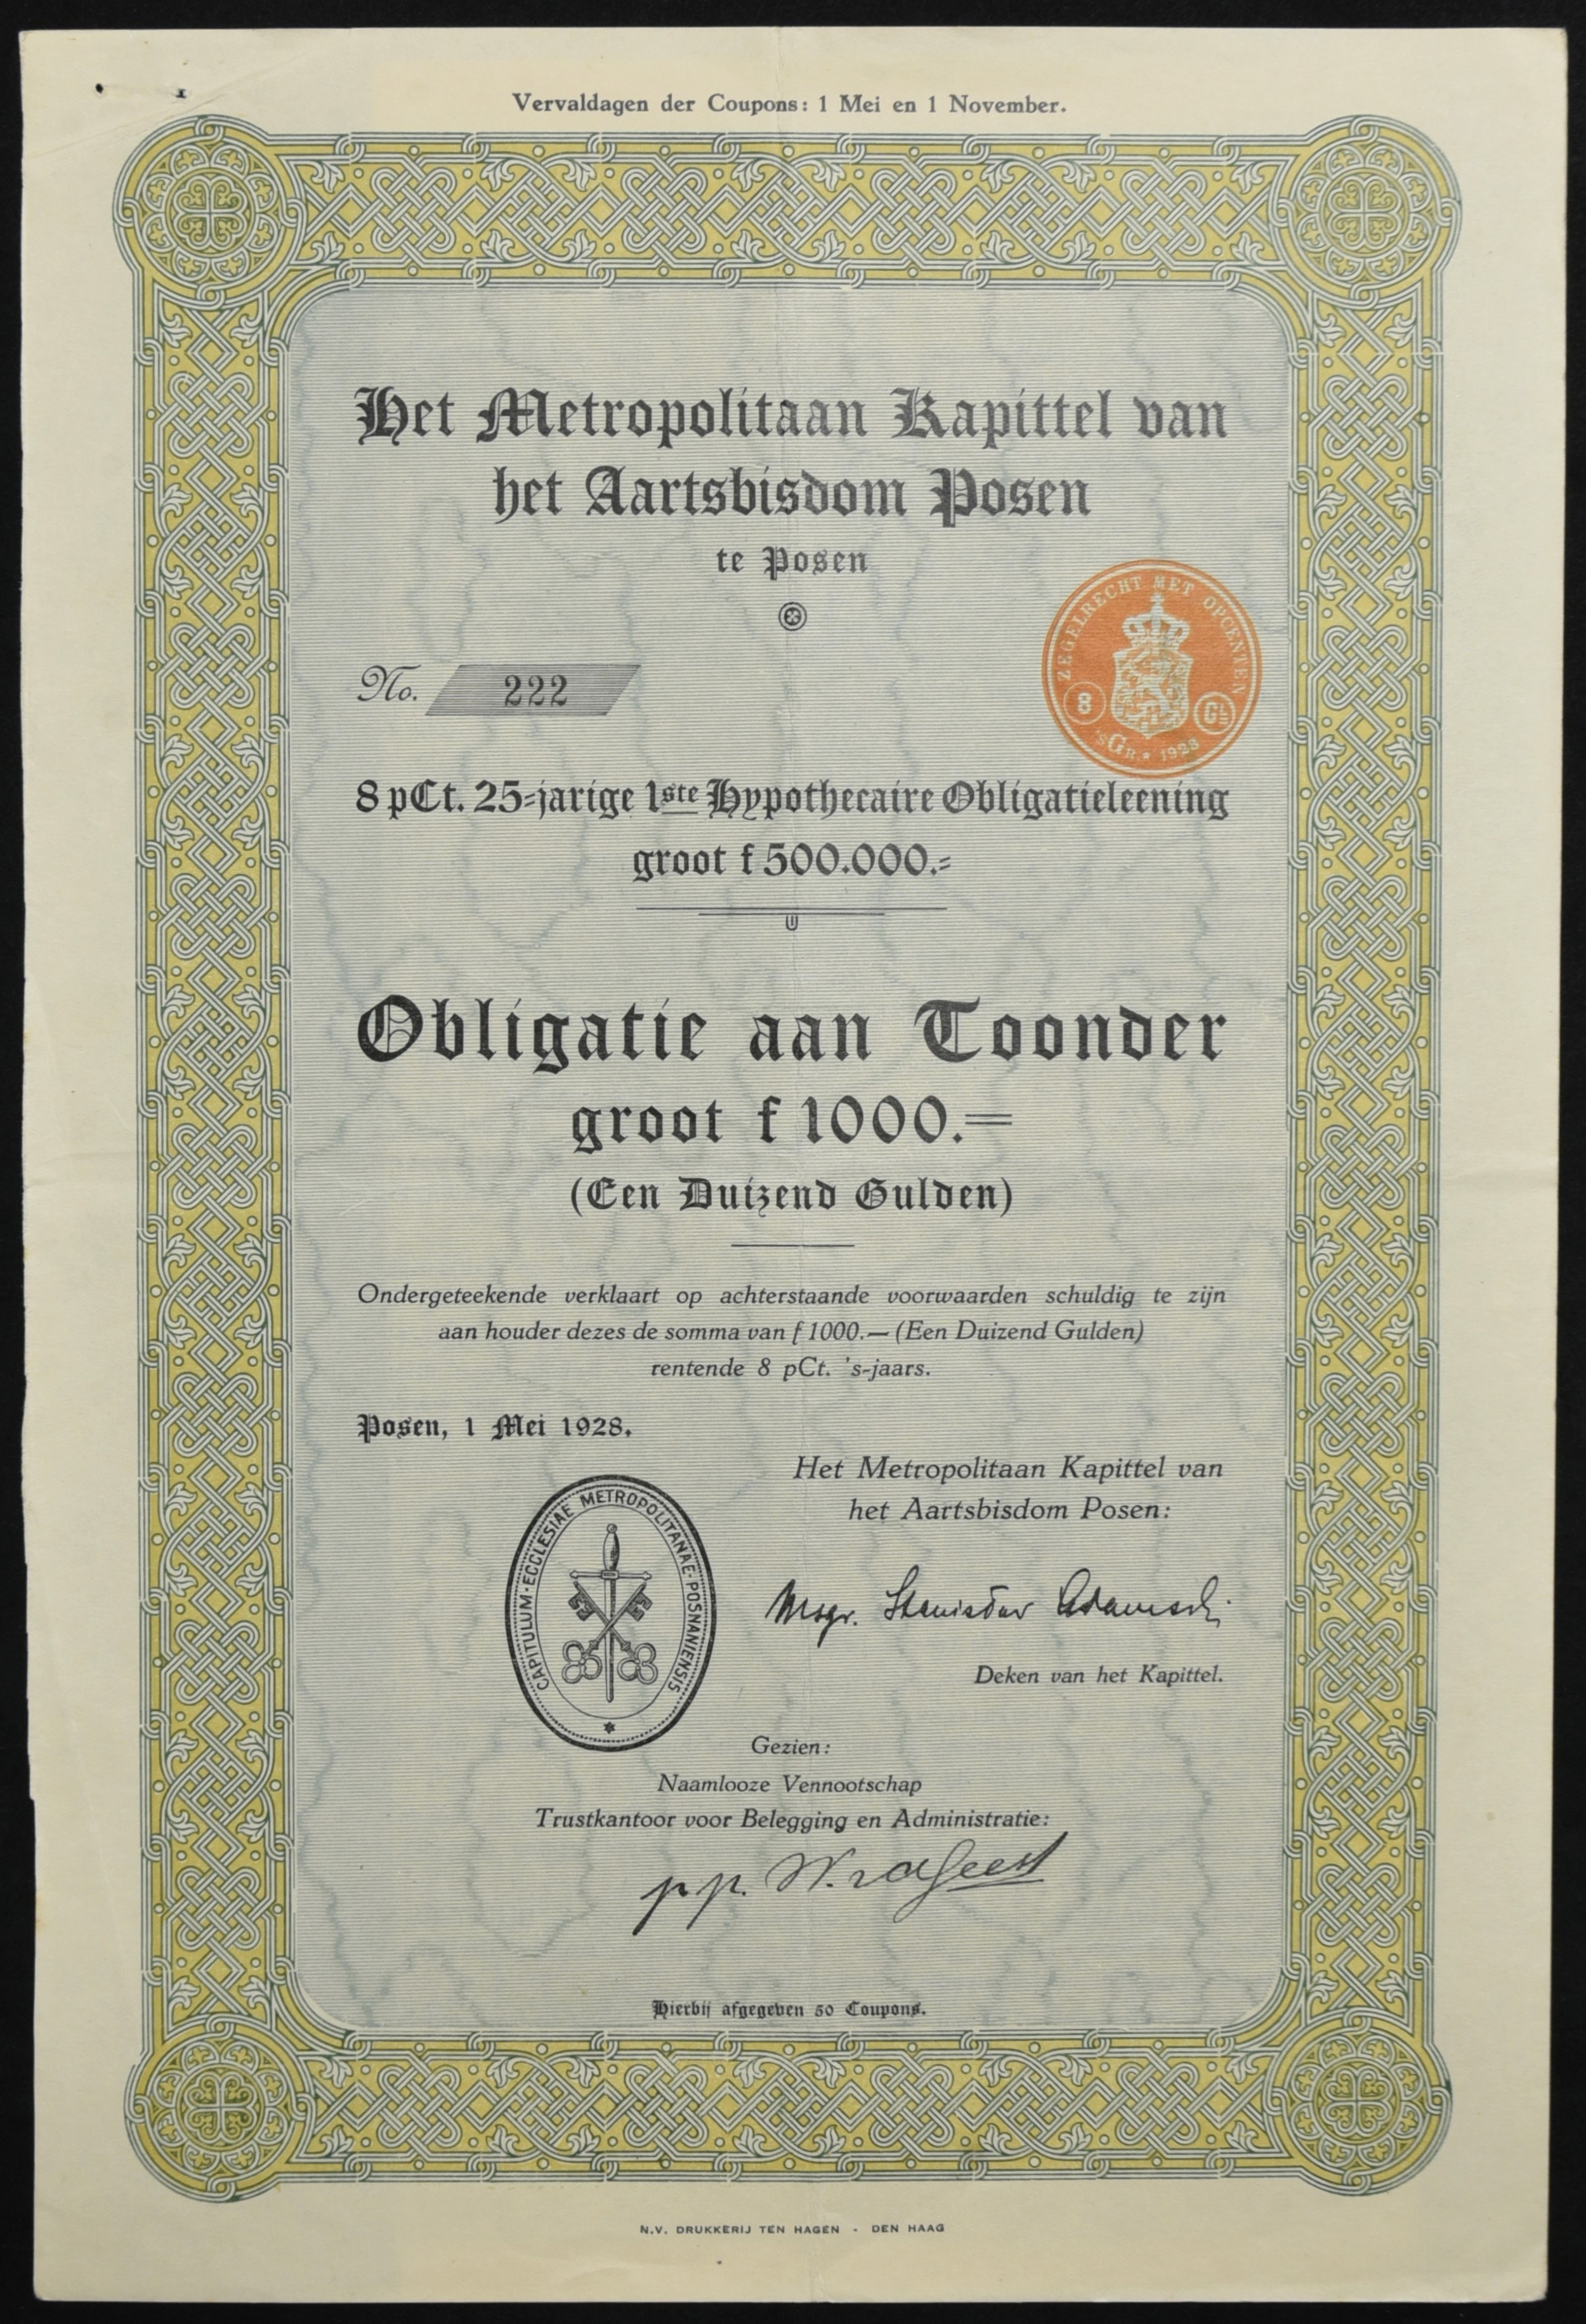 Vervaldagen der Coupons: 1 Mei en 1 November.
Het Metropolitaan Kapittel van
het Aartsbisdom Posen
te Posen
ZEGELRECHT MET OPCENTEN
8 GL
'SGR. * 1928
No. 222
8 pCt. 25-jarige 1ste Hypothecaire Obligatieleening
groot f 500.000.=
Obligatie aan Toonder
groot f 1000.=
(Een Duizend Gulden)
Ondergeteekende verklaart op achterstaande voorwaarden schuldig te zijn
aan houder dezes de somma van f 1000.— (Een Duizend Gulden)
rentende 8 pCt. 's-jaars.
Posen, 1 Mei 1928.
Het Metropolitaan Kapittel van
het Aartsbisdom Posen:
CAPITULUM·ECCLESIAE METROPOLITANAE·POSNANIENSIS
Msgr. Stanisław Adamski
Deken van het Kapittel.
Gezien:
Naamlooze Vennootschap
Trustkantoor voor Belegging en Administratie:
p.p.
Hierbij afgegeven 50 Coupons.
N.V. DRUKKERIJ TEN HAGEN - DEN HAAG